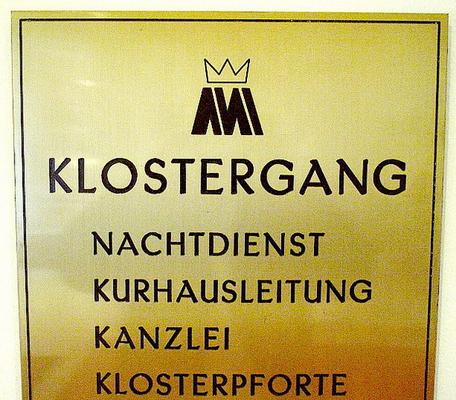 KLOSTERGANG
NACHTDIENST
KURHAUSLEITUNG
KANZLEI
KLOSTERPFORTE